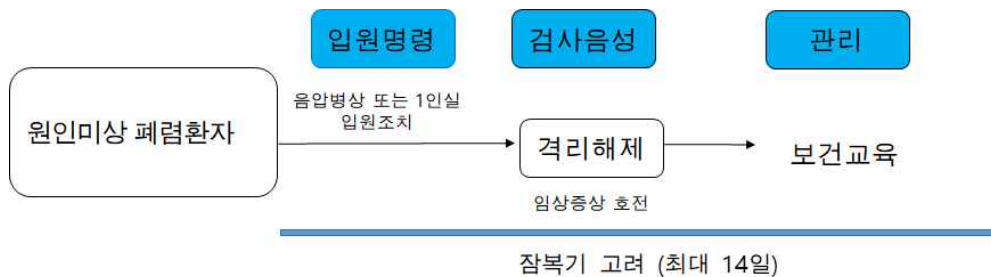 입원명령
검사음성
관리
원인미상 폐렴환자
음압병상 또는 1인실
입원조치
격리해제
보건교육
임상증상 호전
잠복기 고려 (최대 14일)